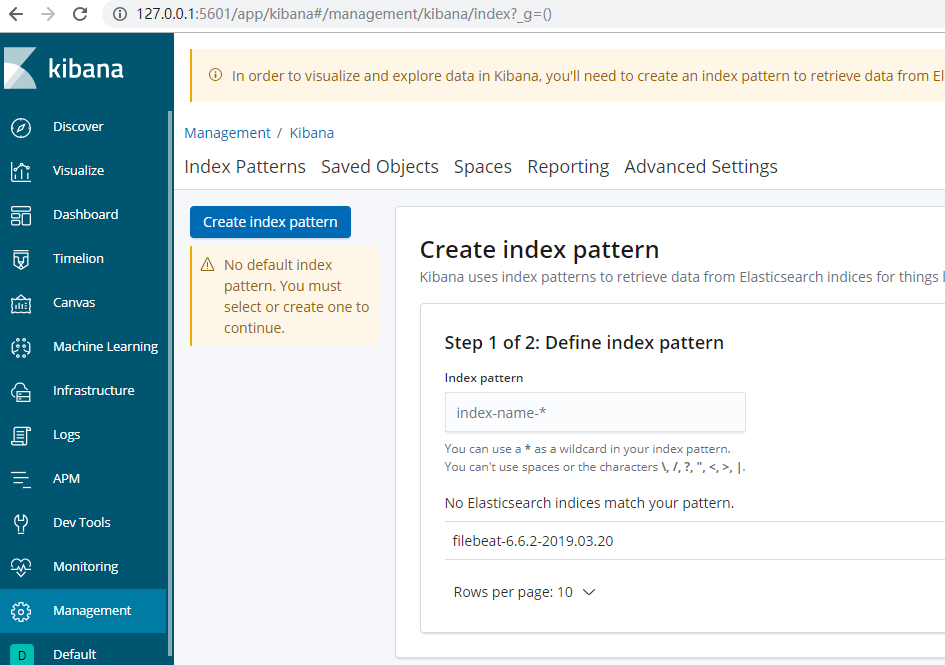 127.0.0.1:5601/app/kibana#/management/kibana/index?_g=()
kibana
Discover
Visualize
Dashboard
Timelion
Canvas
Machine Learning
Infrastructure
Logs
APM
Dev Tools
Monitoring
Management
D Default
In order to visualize and explore data in Kibana, you'll need to create an index pattern to retrieve data from El
Management / Kibana
Index Patterns Saved Objects Spaces Reporting Advanced Settings
Create index pattern
No default index
pattern. You must
select or create one to
continue.
Create index pattern
Kibana uses index patterns to retrieve data from Elasticsearch indices for things l
Step 1 of 2: Define index pattern
Index pattern
index-name-*
You can use a * as a wildcard in your index pattern.
You can't use spaces or the characters \, /, ?, ", <, >, |.
No Elasticsearch indices match your pattern.
filebeat-6.6.2-2019.03.20
Rows per page: 10